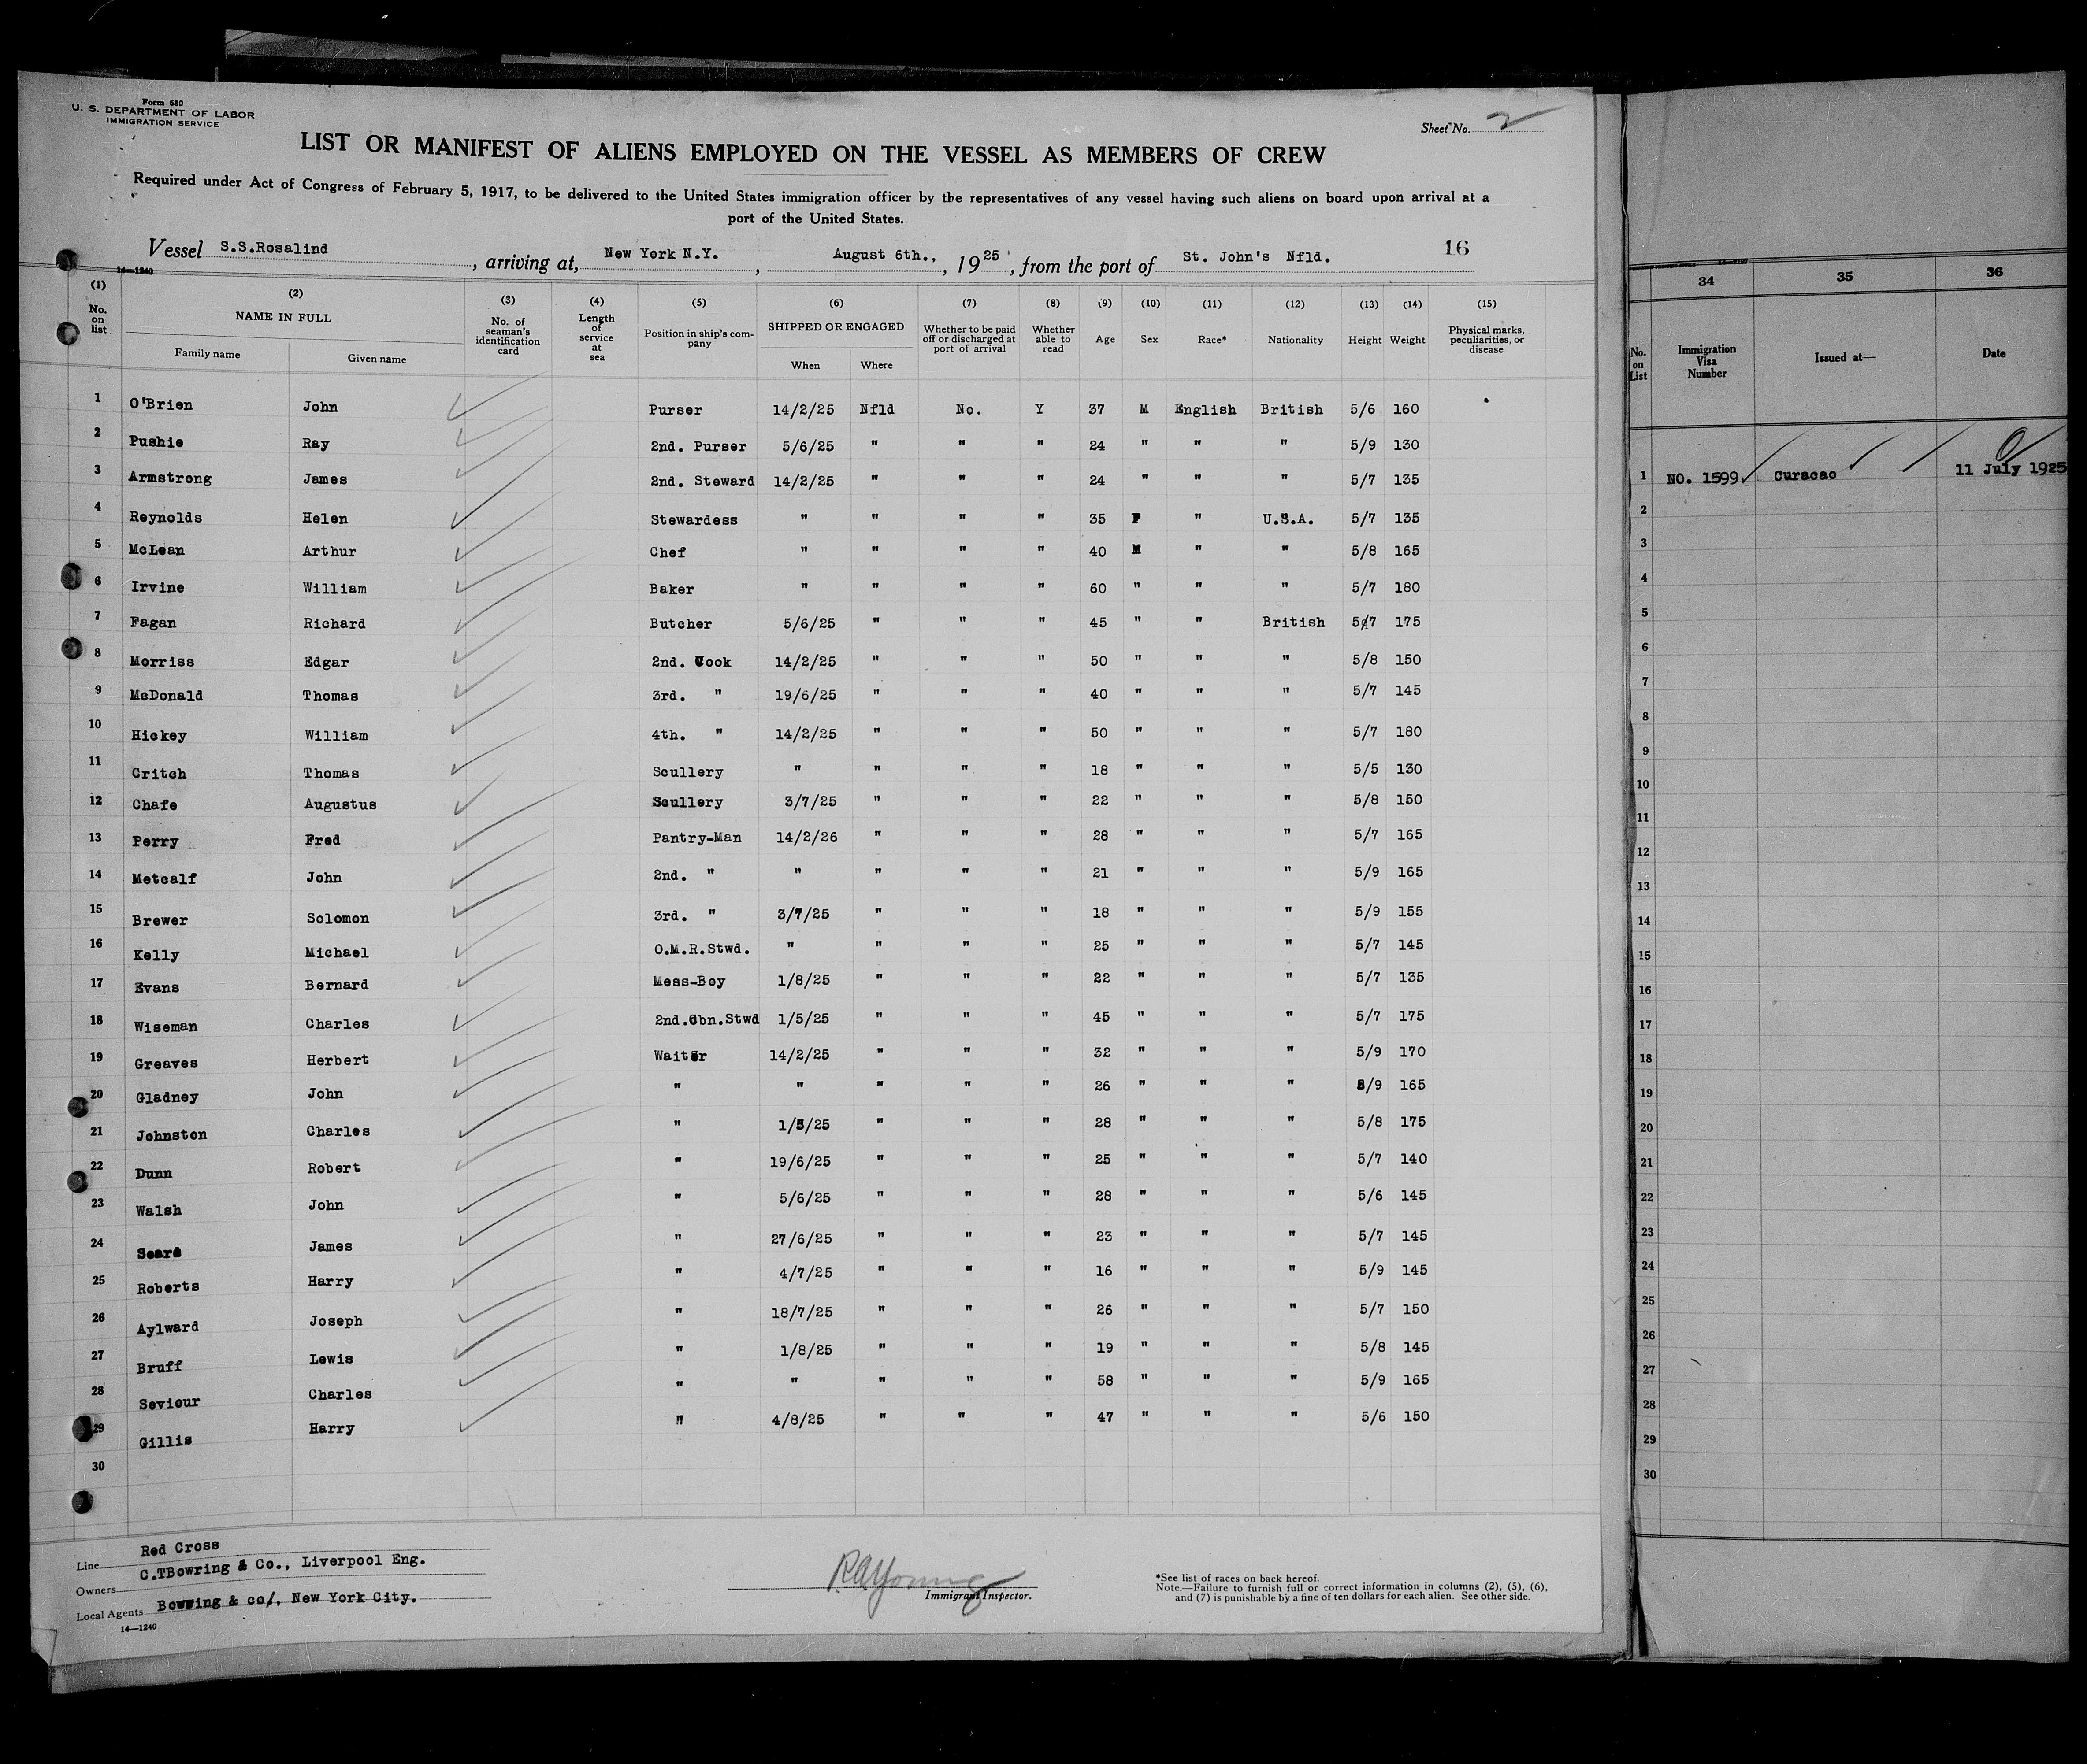 Form 680
U. S. DEPARTMENT OF LABOR
IMMIGRATION SERVICE
Sheet No. 2
LIST OR MANIFEST OF ALIENS EMPLOYED ON THE VESSEL AS MEMBERS OF CREW
Required under Act of Congress of February 5, 1917, to be delivered to the United States immigration officer by the representatives of any vessel having such aliens on board upon arrival at a
port of the United States.
Vessel S.S.Rosalind, arriving at, New York N.Y., August 6th., , 1925, from the port of St. John's Nfld. 16
14—1240
(1) (2) (3) (4) (5) (6) (7) (8) (9) (10) (11) (12) (13) (14) (15)
No. on list NAME IN FULL No. of seaman's identification card Length of service at sea Position in ship's company SHIPPED OR ENGAGED Whether to be paid off or discharged at port of arrival Whether able to read Age Sex Race* Nationality Height Weight Physical marks, peculiarities, or disease
Family name Given name When Where
1 O'Brien John Purser 14/2/25 Nfld No. Y 37 M English British 5/6 160
2 Pushie Ray 2nd. Purser 5/6/25 " " " 24 " " " 5/9 130
3 Armstrong James 2nd. Steward 14/2/25 " " " 24 " " " 5/7 135
4 Reynolds Helen Stewardess " " " " 35 F " U.S.A. 5/7 135
5 McLean Arthur Chef " " " " 40 M " " 5/8 165
6 Irvine William Baker " " " " 60 " " " 5/7 180
7 Fagan Richard Butcher 5/6/25 " " " 45 " " British 5/7 175
8 Morriss Edgar 2nd. Cook 14/2/25 " " " 50 " " " 5/8 150
9 McDonald Thomas 3rd. " 19/6/25 " " " 40 " " " 5/7 145
10 Hickey William 4th. " 14/2/25 " " " 50 " " " 5/7 180
11 Critch Thomas Scullery " " " " 18 " " " 5/5 130
12 Chafe Augustus Scullery 3/7/25 " " " 22 " " " 5/8 150
13 Perry Fred Pantry-Man 14/2/26 " " " 28 " " " 5/7 165
14 Metcalf John 2nd. " " " " " 21 " " " 5/9 165
15 Brewer Solomon 3rd. " 3/7/25 " " " 18 " " " 5/9 155
16 Kelly Michael O.M.R.Stwd. " " " " 25 " " " 5/7 145
17 Evans Bernard Mess-Boy 1/8/25 " " " 22 " " " 5/7 135
18 Wiseman Charles 2nd.Cbn.Stwd 1/5/25 " " " 45 " " " 5/7 175
19 Greaves Herbert Waiter 14/2/25 " " " 32 " " " 5/9 170
20 Gladney John " " " " " 26 " " " 5/9 165
21 Johnston Charles " 1/5/25 " " " 28 " " " 5/8 175
22 Dunn Robert " 19/6/25 " " " 25 " " " 5/7 140
23 Walsh John " 5/6/25 " " " 28 " " " 5/6 145
24 James " 27/6/25 " " " 23 " " " 5/7 145
25 Roberts Harry " 4/7/25 " " " 16 " " " 5/9 145
26 Aylward Joseph " 18/7/25 " " " 26 " " " 5/7 150
27 Bruff Lewis " 1/8/25 " " " 19 " " " 5/8 145
28 Seviour Charles " " " " " 58 " " " 5/9 165
29 Gillis Harry " 4/8/25 " " " 47 " " " 5/6 150
30
Line Red Cross
Owners C.TBowring & Co., Liverpool Eng.
Local Agents Bowring & co/, New York City.
14—1240
RAYoung
Immigrant Inspector.
*See list of races on back hereof.
Note.—Failure to furnish full or correct information in columns (2), (5), (6),
and (7) is punishable by a fine of ten dollars for each alien. See other side.
34 35 36
No. on List Immigration Visa Number Issued at— Date
1 NO. 1599 Curacao 11 July 1925
2
3
4
5
6
7
8
9
10
11
12
13
14
15
16
17
18
19
20
21
22
23
24
25
26
27
28
29
30